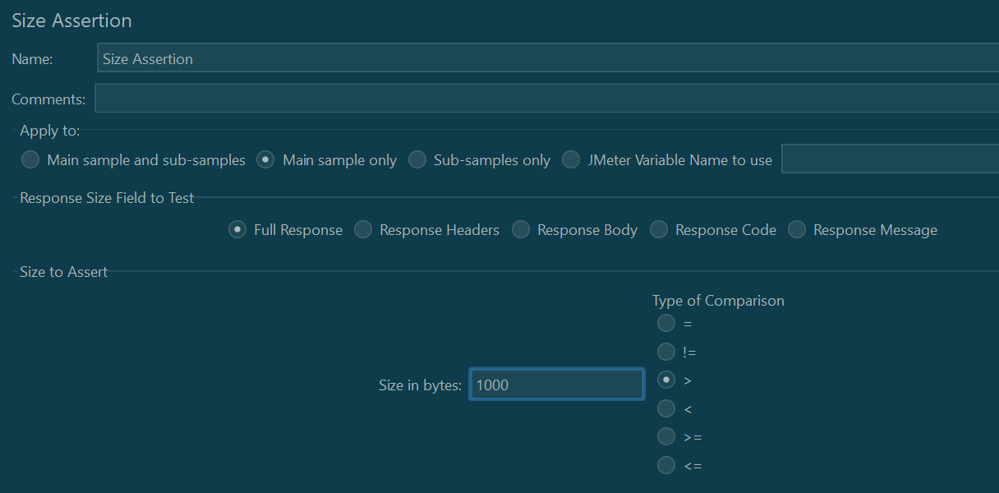 Size Assertion
Name: Size Assertion
Comments:
Apply to:
Main sample and sub-samples Main sample only Sub-samples only JMeter Variable Name to use
Response Size Field to Test
Full Response Response Headers Response Body Response Code Response Message
Size to Assert
Type of Comparison
=
!=
Size in bytes: 1000 >
<
>=
<=